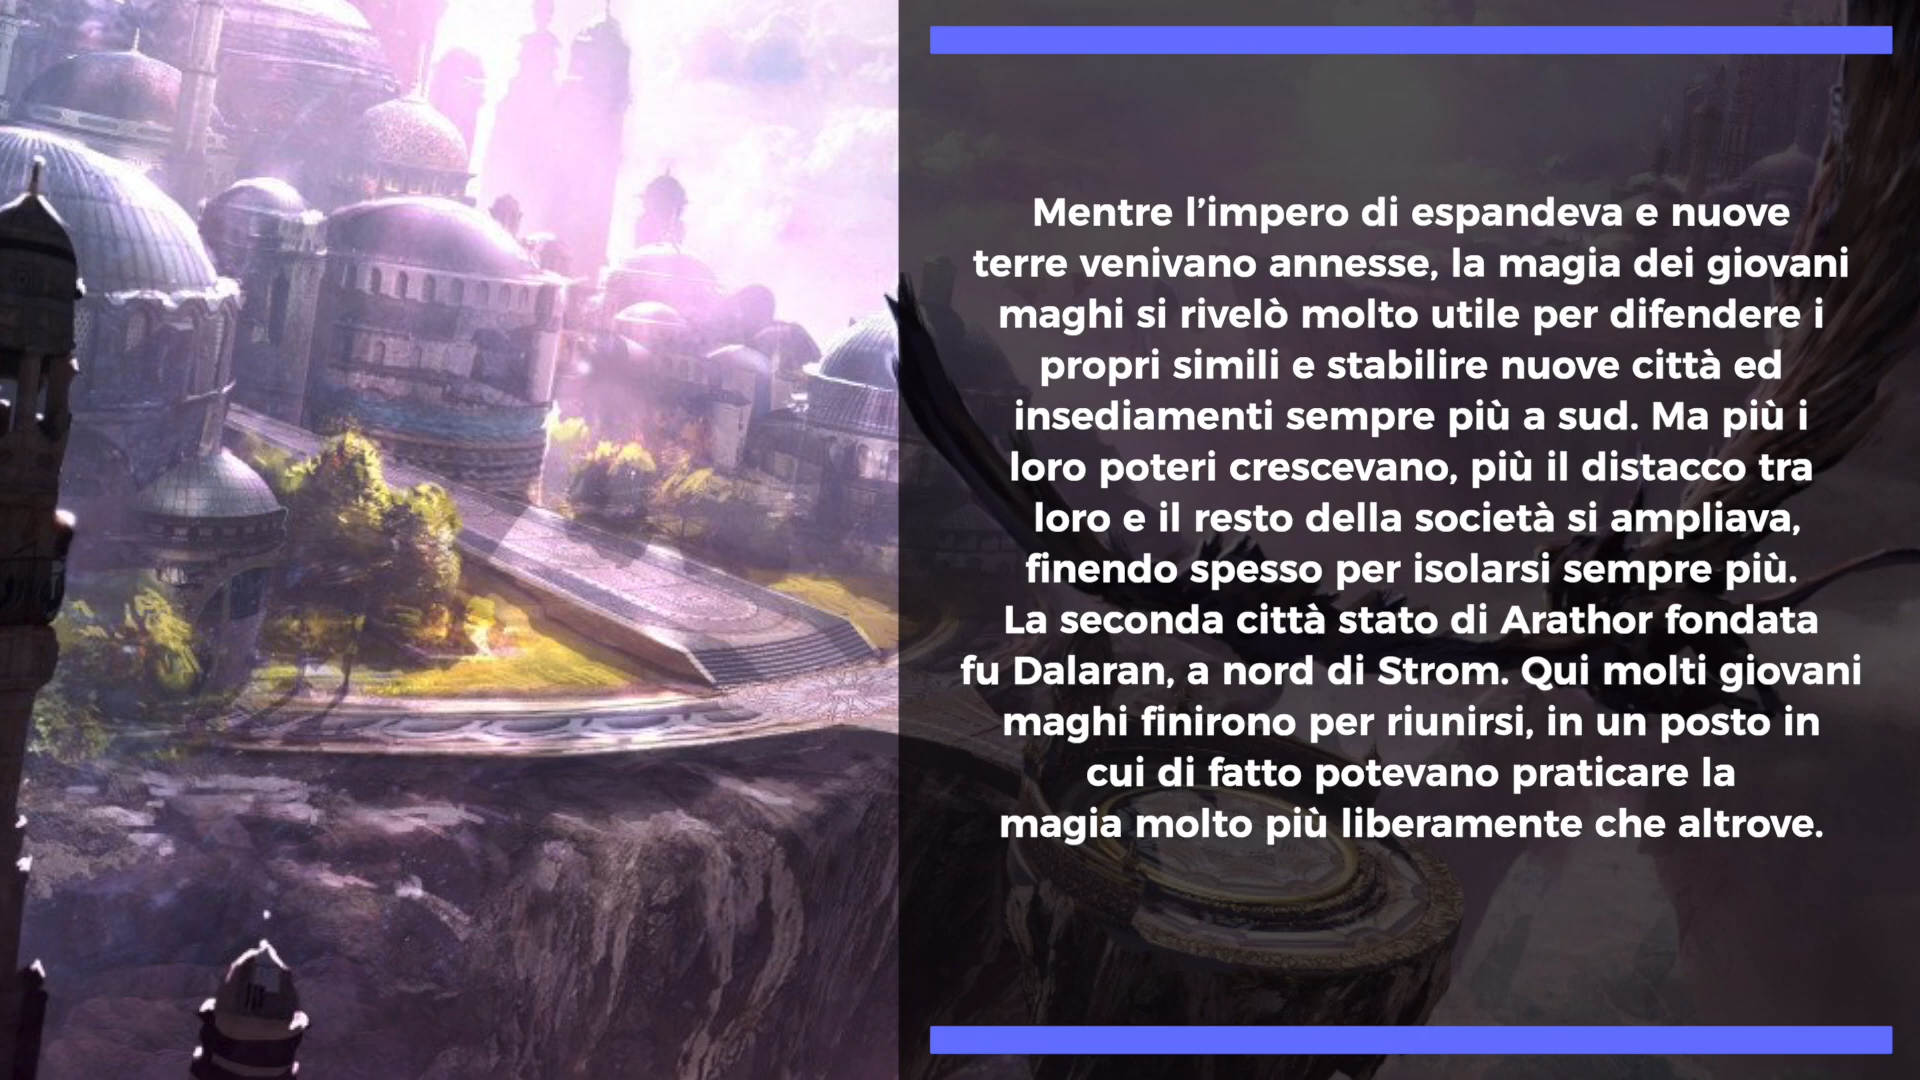 Mentre l’impero di espandeva e nuove
terre venivano annesse, la magia dei giovani
maghi si rivelò molto utile per difendere i
propri simili e stabilire nuove città ed
insediamenti sempre più a sud. Ma più i
loro poteri crescevano, più il distacco tra
loro e il resto della società si ampliava,
finendo spesso per isolarsi sempre più.
La seconda città stato di Arathor fondata
fu Dalaran, a nord di Strom. Qui molti giovani
maghi finirono per riunirsi, in un posto in
cui di fatto potevano praticare la
magia molto più liberamente che altrove.